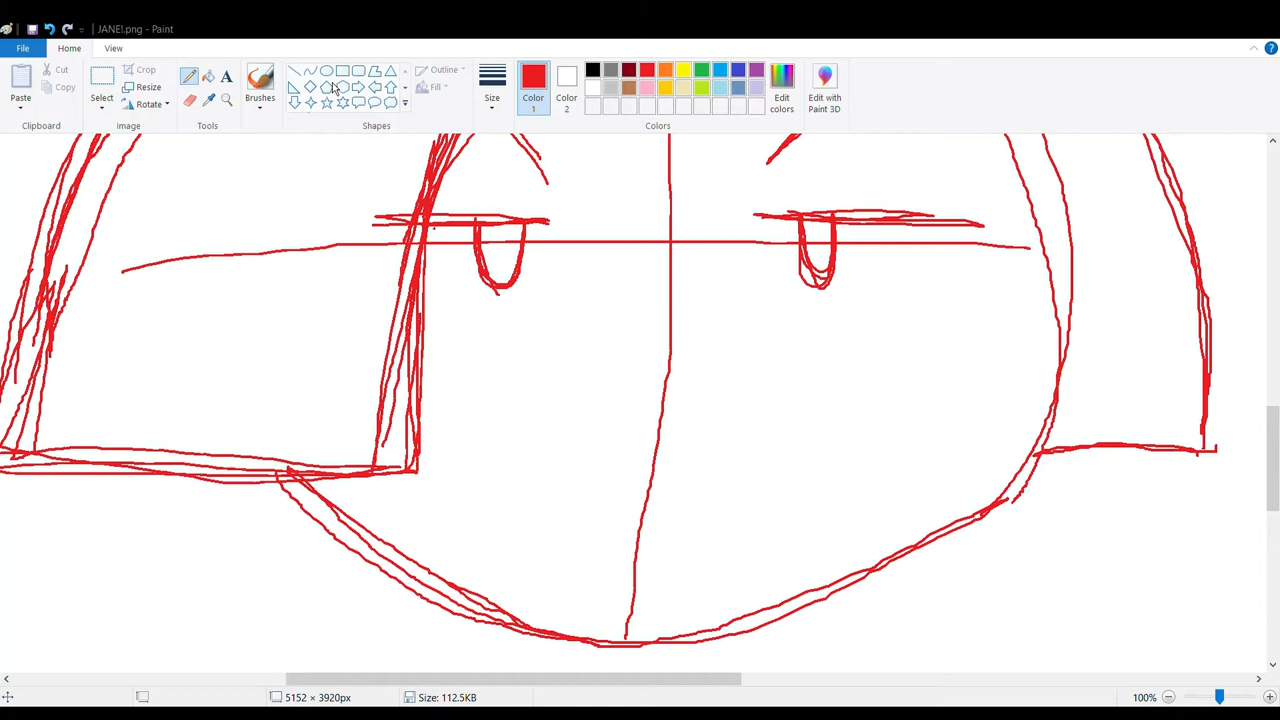 JANE!.png - Paint
File Home View
Paste Cut Copy Clipboard
Select Crop Resize Rotate Image
A Tools
Brushes
Outline Fill Shapes
Size
Color 1 Color 2 Edit colors Colors
Edit with Paint 3D
5152 × 3920px Size: 112.5KB 100%